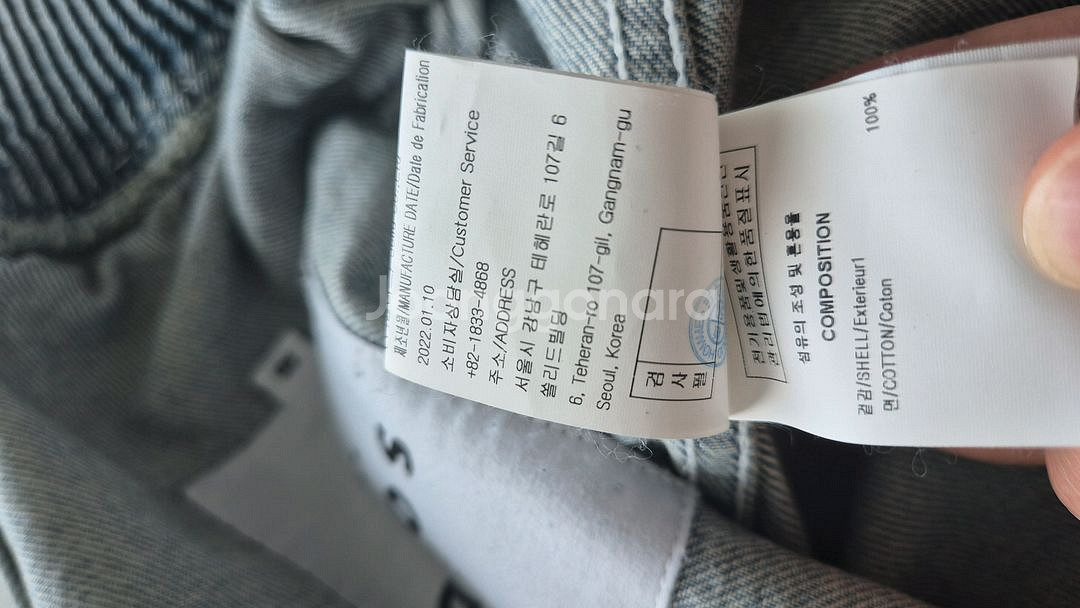 제조년월/MANUFACTURE DATE/Date de Fabrication
2022.01.10
소비자상담실/Customer Service
+82-1833-4868
주소/ADDRESS
서울시 강남구 테헤란로 107길 6
쏠리드빌딩
6, Teheran-ro 107-gil, Gangnam-gu
Seoul, Korea
검사필
전기용품및생활용품안전
관리법에의한품질표시
섬유의 조성 및 혼용율
COMPOSITION
겉감/SHELL/Exterieur1
면/COTTON/Coton
100%
Joonggonara